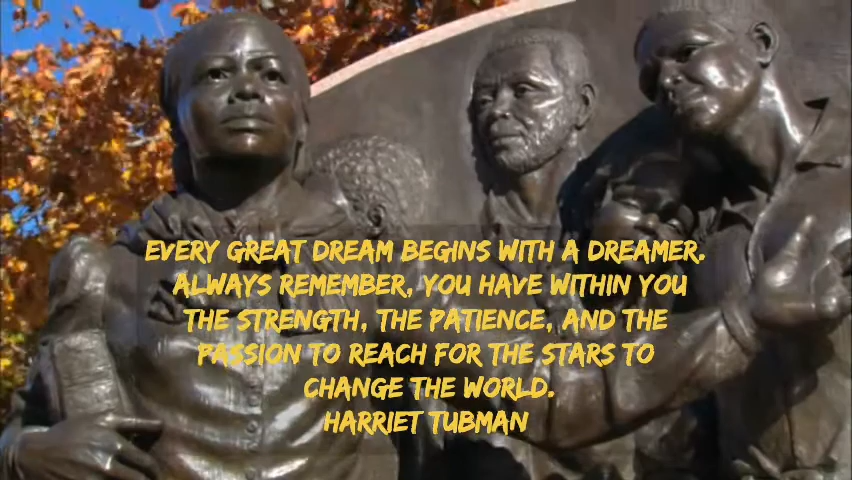 EVERY GREAT DREAM BEGINS WITH A DREAMER.
ALWAYS REMEMBER, YOU HAVE WITHIN YOU
THE STRENGTH, THE PATIENCE, AND THE
PASSION TO REACH FOR THE STARS TO
CHANGE THE WORLD.
HARRIET TUBMAN